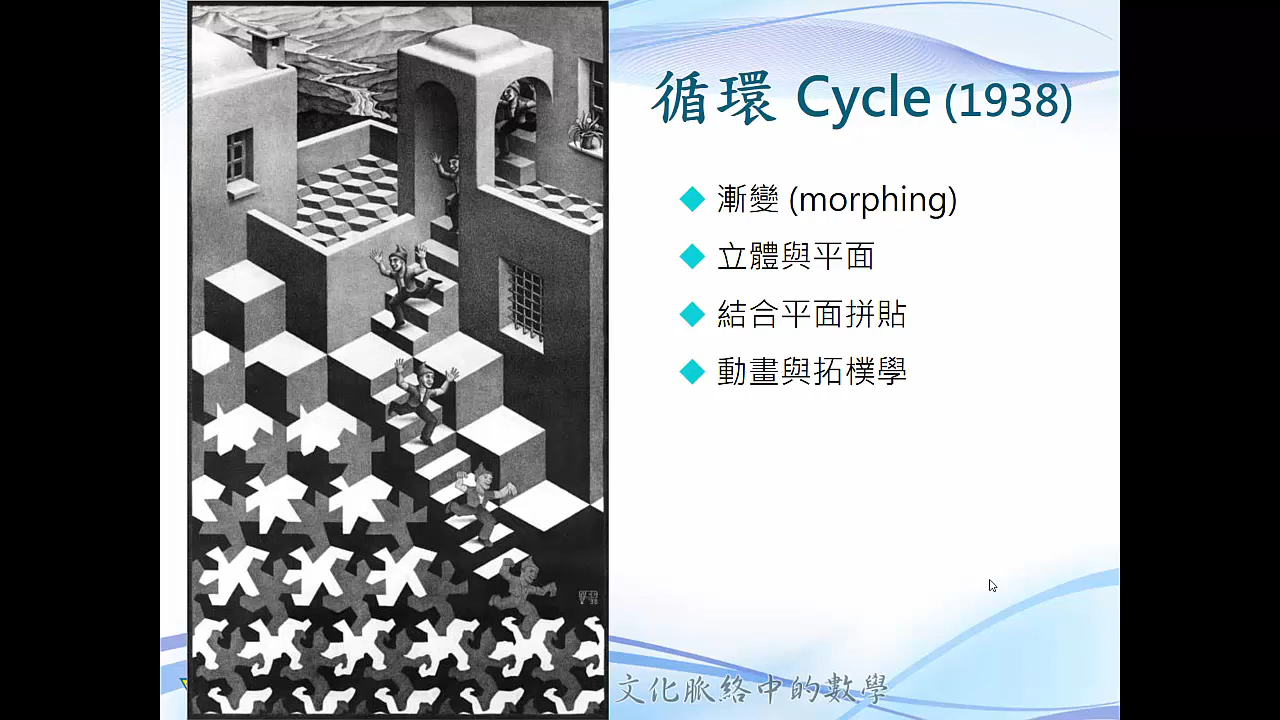 循環 Cycle (1938)
漸變 (morphing)
立體與平面
結合平面拼貼
動畫與拓樸學
文化脈絡中的數學